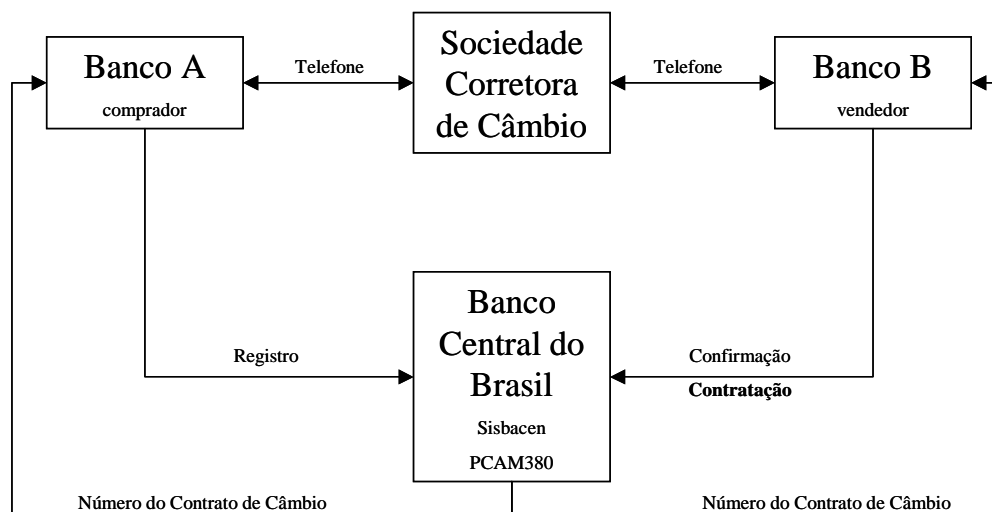 Banco A
comprador
Telefone
Sociedade
Corretora
de Câmbio
Telefone
Banco B
vendedor
Registro
Banco
Central do
Brasil
Sisbacen
PCAM380
Confirmação
Contratação
Número do Contrato de Câmbio
Número do Contrato de Câmbio